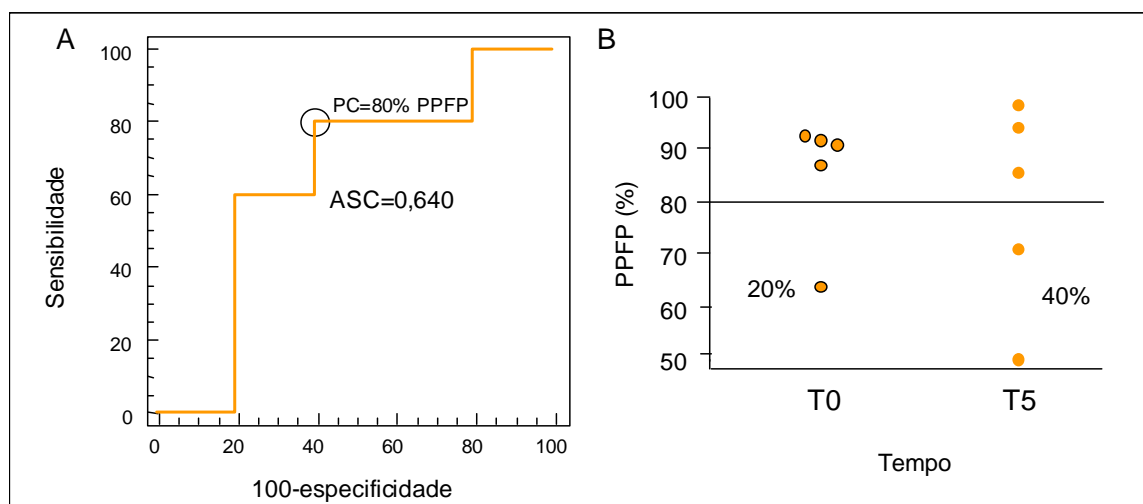 A
100
80
60
40
20
0
Sensibilidade
PC=80% PPFP
ASC=0,640
0 20 40 60 80 100
100-especificidade
B
100
90
80
70
60
50
PPFP (%)
20%
40%
T0 T5
Tempo